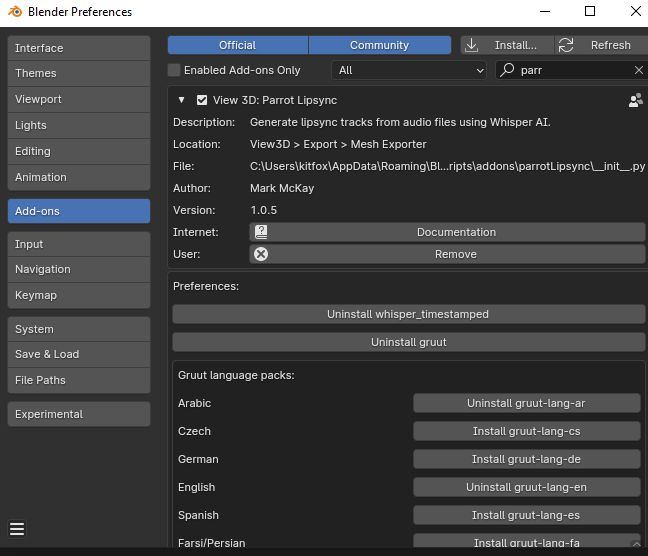 Blender Preferences
Interface
Themes
Viewport
Lights
Editing
Animation
Add-ons
Input
Navigation
Keymap
System
Save & Load
File Paths
Experimental
Official Community Install... Refresh
Enabled Add-ons Only All parr
View 3D: Parrot Lipsync
Description: Generate lipsync tracks from audio files using Whisper AI.
Location: View3D > Export > Mesh Exporter
File: C:\Users\kitfox\AppData\Roaming\Bl...ripts\addons\parrotLipsync\__init__.py
Author: Mark McKay
Version: 1.0.5
Internet: Documentation
User: Remove
Preferences:
Uninstall whisper_timestamped
Uninstall gruut
Gruut language packs:
Arabic Uninstall gruut-lang-ar
Czech Install gruut-lang-cs
German Install gruut-lang-de
English Uninstall gruut-lang-en
Spanish Install gruut-lang-es
Farsi/Persian Install gruut-lang-fa